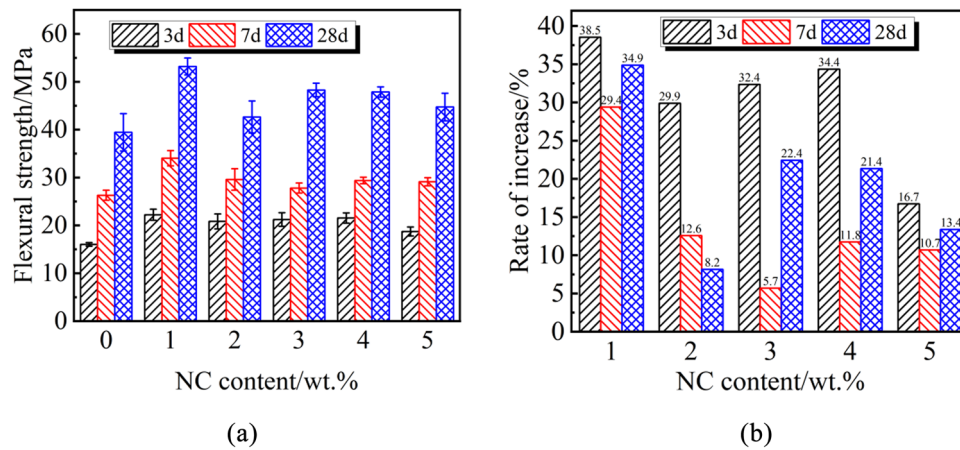 3d 7d 28d
Flexural strength/MPa
60
50
40
30
20
10
0
0 1 2 3 4 5
NC content/wt.%
(a)
3d 7d 28d
Rate of increase/%
40
35
30
25
20
15
10
5
0
38.5 29.4 34.9
29.9 12.6 8.2
32.4 5.7 22.4
34.4 11.8 21.4
16.7 10.7 13.4
1 2 3 4 5
NC content/wt.%
(b)